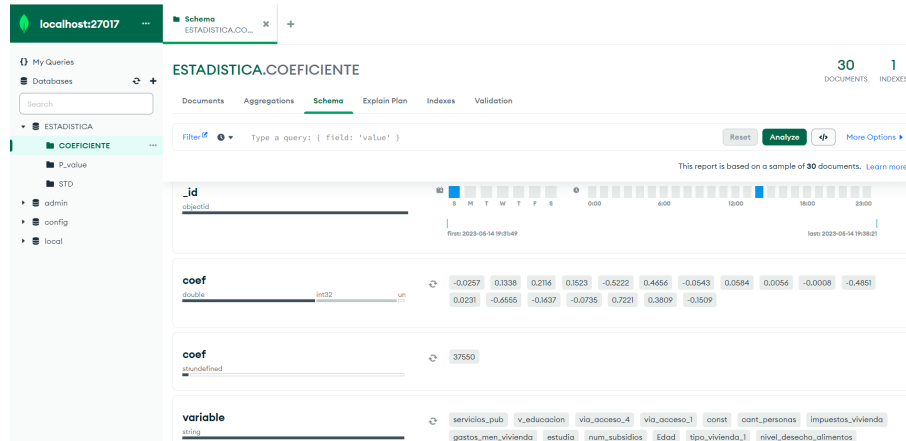 localhost:27017 ...
Schema
ESTADISTICA.CO...
My Queries
Databases
Search
ESTADISTICA
COEFICIENTE ...
P_value
STD
admin
config
local
ESTADISTICA.COEFICIENTE
30
DOCUMENTS
1
INDEXES
Documents Aggregations Schema Explain Plan Indexes Validation
Filter Type a query: { field: 'value' } Reset Analyze </> More Options
This report is based on a sample of 30 documents. Learn more
_id
objectid
S M T W T F S 0:00 6:00 12:00 18:00 23:00
first: 2023-05-14 19:31:49 last: 2023-05-14 19:38:21
coef
double int32 un
-0.0257 0.1338 0.2116 0.1523 -0.5222 0.4656 -0.0543 0.0584 0.0056 -0.0008 -0.4851
0.0231 -0.6555 -0.1637 -0.0735 0.7221 0.3809 -0.1509
coef
37550
variable
string
servicios_pub v_educacion via_acceso_4 via_acceso_1 const cant_personas impuestos_vivienda
gastos_men_vivienda estudia num_subsidios Edad tipo_vivienda_1 nivel_desecho_alimentos